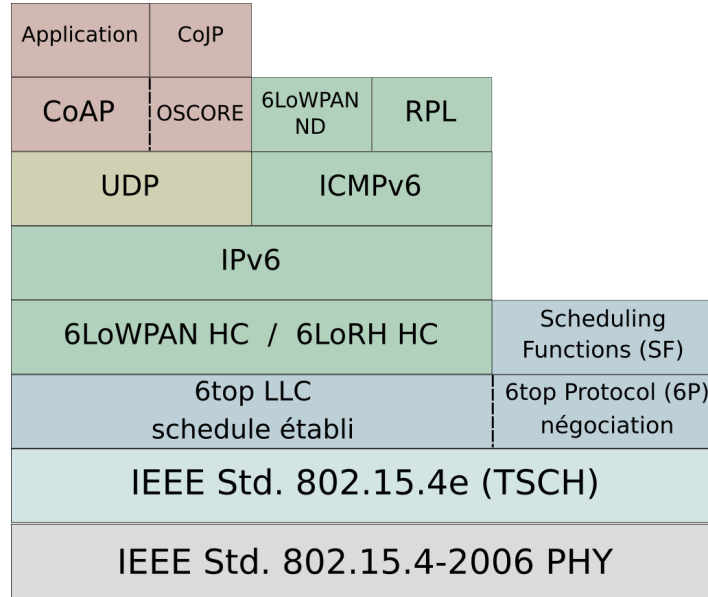 Application
CoJP
CoAP
OSCORE
6LoWPAN
ND
RPL
UDP
ICMPv6
IPv6
6LoWPAN HC / 6LoRH HC
Scheduling
Functions (SF)
6top LLC
schedule établi
6top Protocol (6P)
négociation
IEEE Std. 802.15.4e (TSCH)
IEEE Std. 802.15.4-2006 PHY